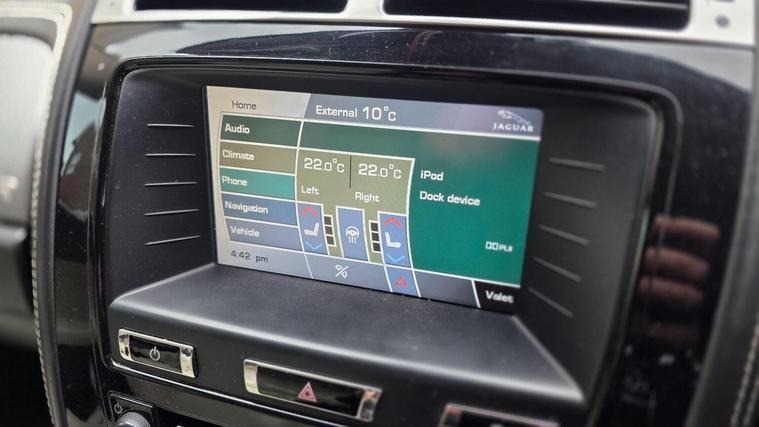 Home
External 10°C
JAGUAR
Audio
Climate
Phone
Navigation
Vehicle
4:42 pm
22.0°C 22.0°C
Left Right
iPod
Dock device
Valet